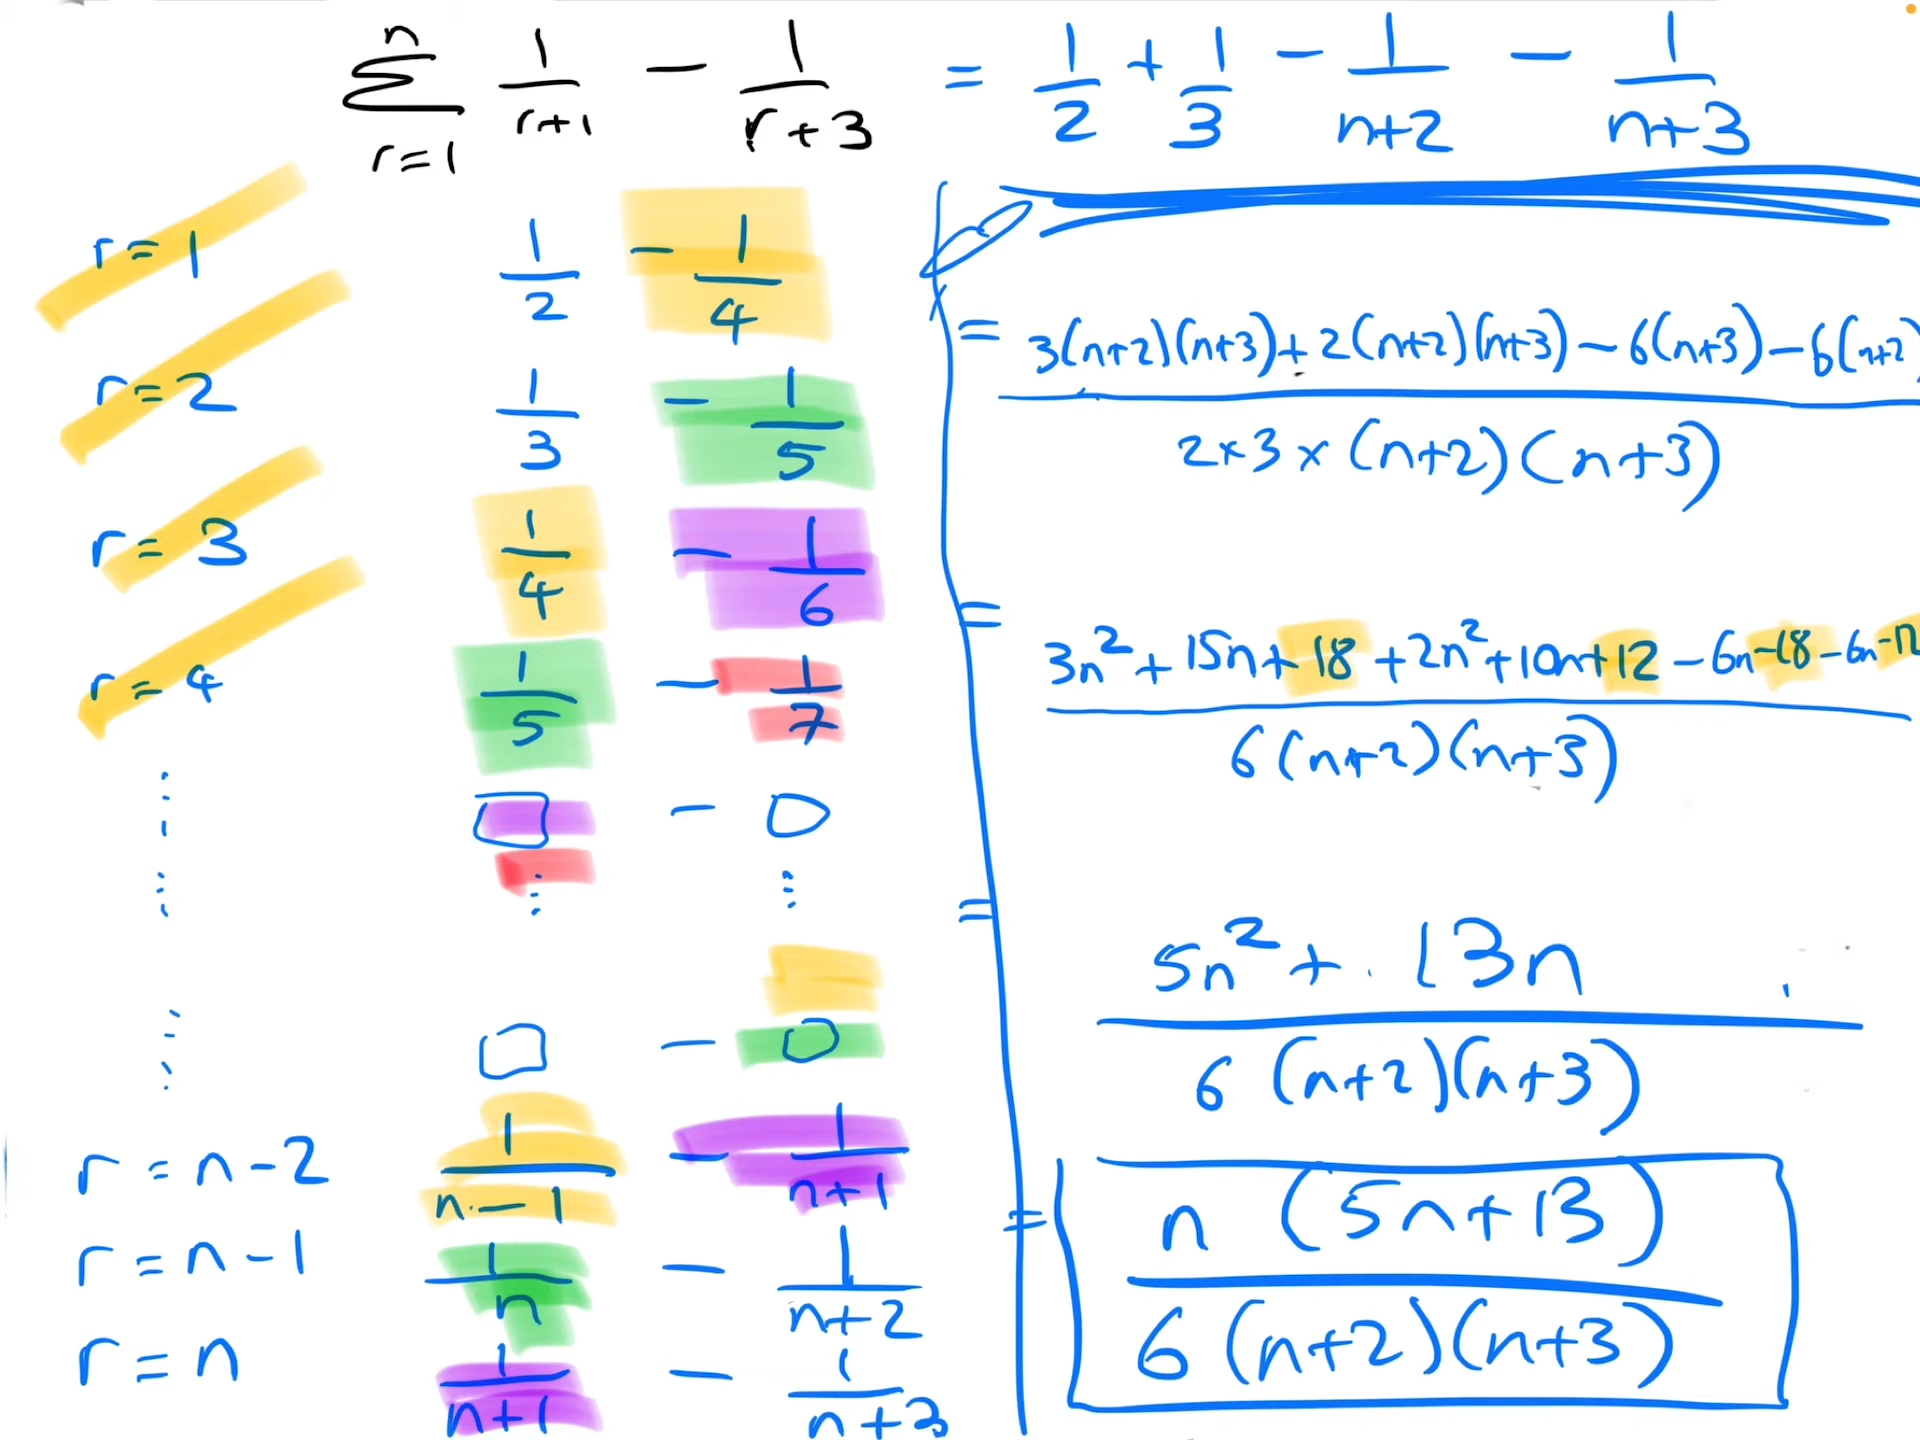 n
∑ 1/(r+1) − 1/(r+3) = 1/2 + 1/3 − 1/(n+2) − 1/(n+3)
r=1
r=1 1/2 − 1/4
r=2 1/3 − 1/5
r=3 1/4 − 1/6
r=4 1/5 − 1/7
⋮ □ − O
⋮ ⋮ ⋮
⋮ □ − O
r=n−2 1/(n−1) − 1/(n+1)
r=n−1 1/n − 1/(n+2)
r=n 1/(n+1) − 1/(n+3)
= 3(n+2)(n+3)+2(n+2)(n+3)−6(n+3)−6(n+2)
2×3×(n+2)(n+3)
= 3n²+15n+18+2n²+10n+12−6n−18−6n−12
6(n+2)(n+3)
= 5n²+13n
6(n+2)(n+3)
= n(5n+13)
6(n+2)(n+3)